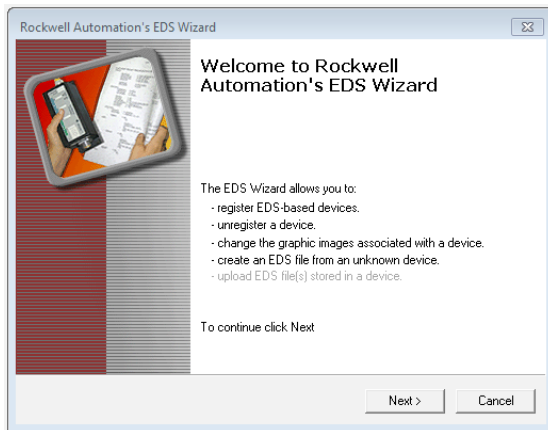 Rockwell Automation's EDS Wizard
Welcome to Rockwell
Automation's EDS Wizard
The EDS Wizard allows you to:
- register EDS-based devices.
- unregister a device.
- change the graphic images associated with a device.
- create an EDS file from an unknown device.
- upload EDS file(s) stored in a device.
To continue click Next
Next >
Cancel